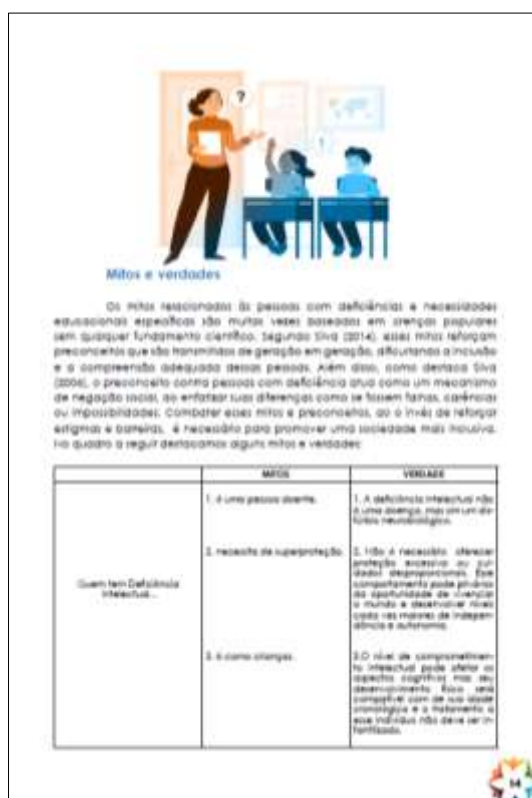 ?
!
Mitos e verdades
Os mitos relacionados às pessoas com deficiências e necessidades
educacionais específicas são muitas vezes baseados em crenças populares
sem qualquer fundamento científico. Segundo Silva (2014), esses mitos reforçam
preconceitos que são transmitidos de geração em geração, dificultando a inclusão
e a compreensão adequada dessas pessoas. Além disso, como destaca Silva
(2006), o preconceito contra pessoas com deficiência atua como um mecanismo
de negação social, ao enfatizar suas diferenças como se fossem faltas, carências
ou impossibilidades. Combater esses mitos e preconceitos, ao o invés de reforçar
estigmas e barreiras, é necessário para promover uma sociedade mais inclusiva.
No quadro a seguir destacamos alguns mitos e verdades:
MITOS
VERDADE
Quem tem Deficiência
Intelectual...
1. é uma pessoa doente.
1. A deficiência intelectual não
é uma doença, mas sim um dis-
túrbio neurobiológico.
2. necessita de superproteção.
2. Não é necessário oferecer
proteção excessiva ou cui-
dados desproporcionais. Esse
comportamento pode privá-los
da oportunidade de vivenciar
o mundo e desenvolver níveis
cada vez maiores de indepen-
dência e autonomia.
3. é como crianças.
3.O nível de comprometimen-
to intelectual pode afetar os
aspectos cognitivos mas seu
desenvolvimento físico será
compatível com de sua idade
cronológica e o tratamento a
esse indivíduo não deve ser in-
fantilizado.
14